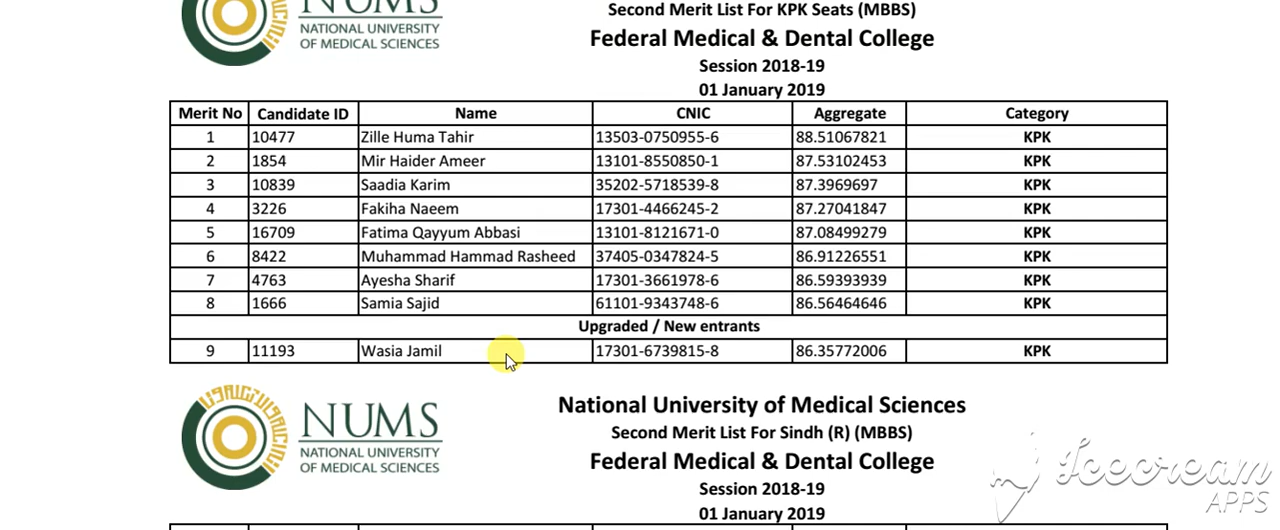 NUMS
NATIONAL UNIVERSITY
OF MEDICAL SCIENCES
Second Merit List For KPK Seats (MBBS)
Federal Medical & Dental College
Session 2018-19
01 January 2019
Merit No Candidate ID Name CNIC Aggregate Category
1 10477 Zille Huma Tahir 13503-0750955-6 88.51067821 KPK
2 1854 Mir Haider Ameer 13101-8550850-1 87.53102453 KPK
3 10839 Saadia Karim 35202-5718539-8 87.3969697 KPK
4 3226 Fakiha Naeem 17301-4466245-2 87.27041847 KPK
5 16709 Fatima Qayyum Abbasi 13101-8121671-0 87.08499279 KPK
6 8422 Muhammad Hammad Rasheed 37405-0347824-5 86.91226551 KPK
7 4763 Ayesha Sharif 17301-3661978-6 86.59393939 KPK
8 1666 Samia Sajid 61101-9343748-6 86.56464646 KPK
Upgraded / New entrants
9 11193 Wasia Jamil 17301-6739815-8 86.35772006 KPK
NUMS
NATIONAL UNIVERSITY
OF MEDICAL SCIENCES
National University of Medical Sciences
Second Merit List For Sindh (R) (MBBS)
Federal Medical & Dental College
Session 2018-19
01 January 2019
Icecream
APPS